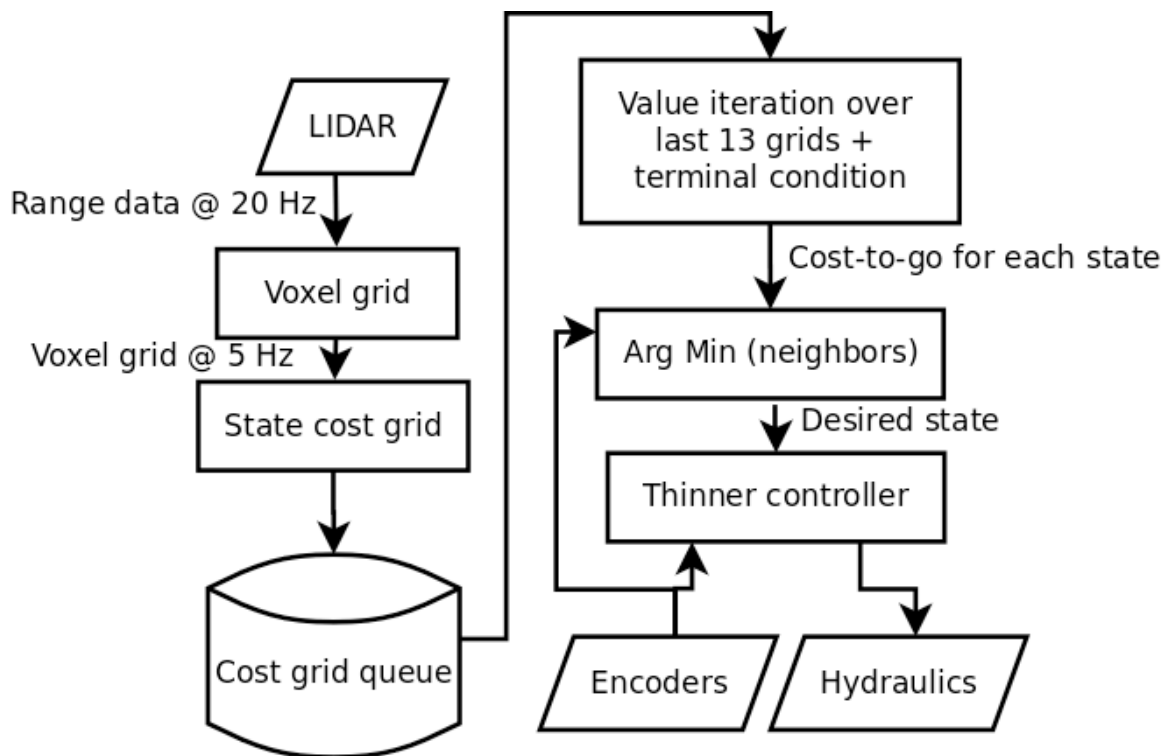 LIDAR
Range data @ 20 Hz
Voxel grid
Voxel grid @ 5 Hz
State cost grid
Cost grid queue
Value iteration over
last 13 grids +
terminal condition
Cost-to-go for each state
Arg Min (neighbors)
Desired state
Thinner controller
Encoders
Hydraulics